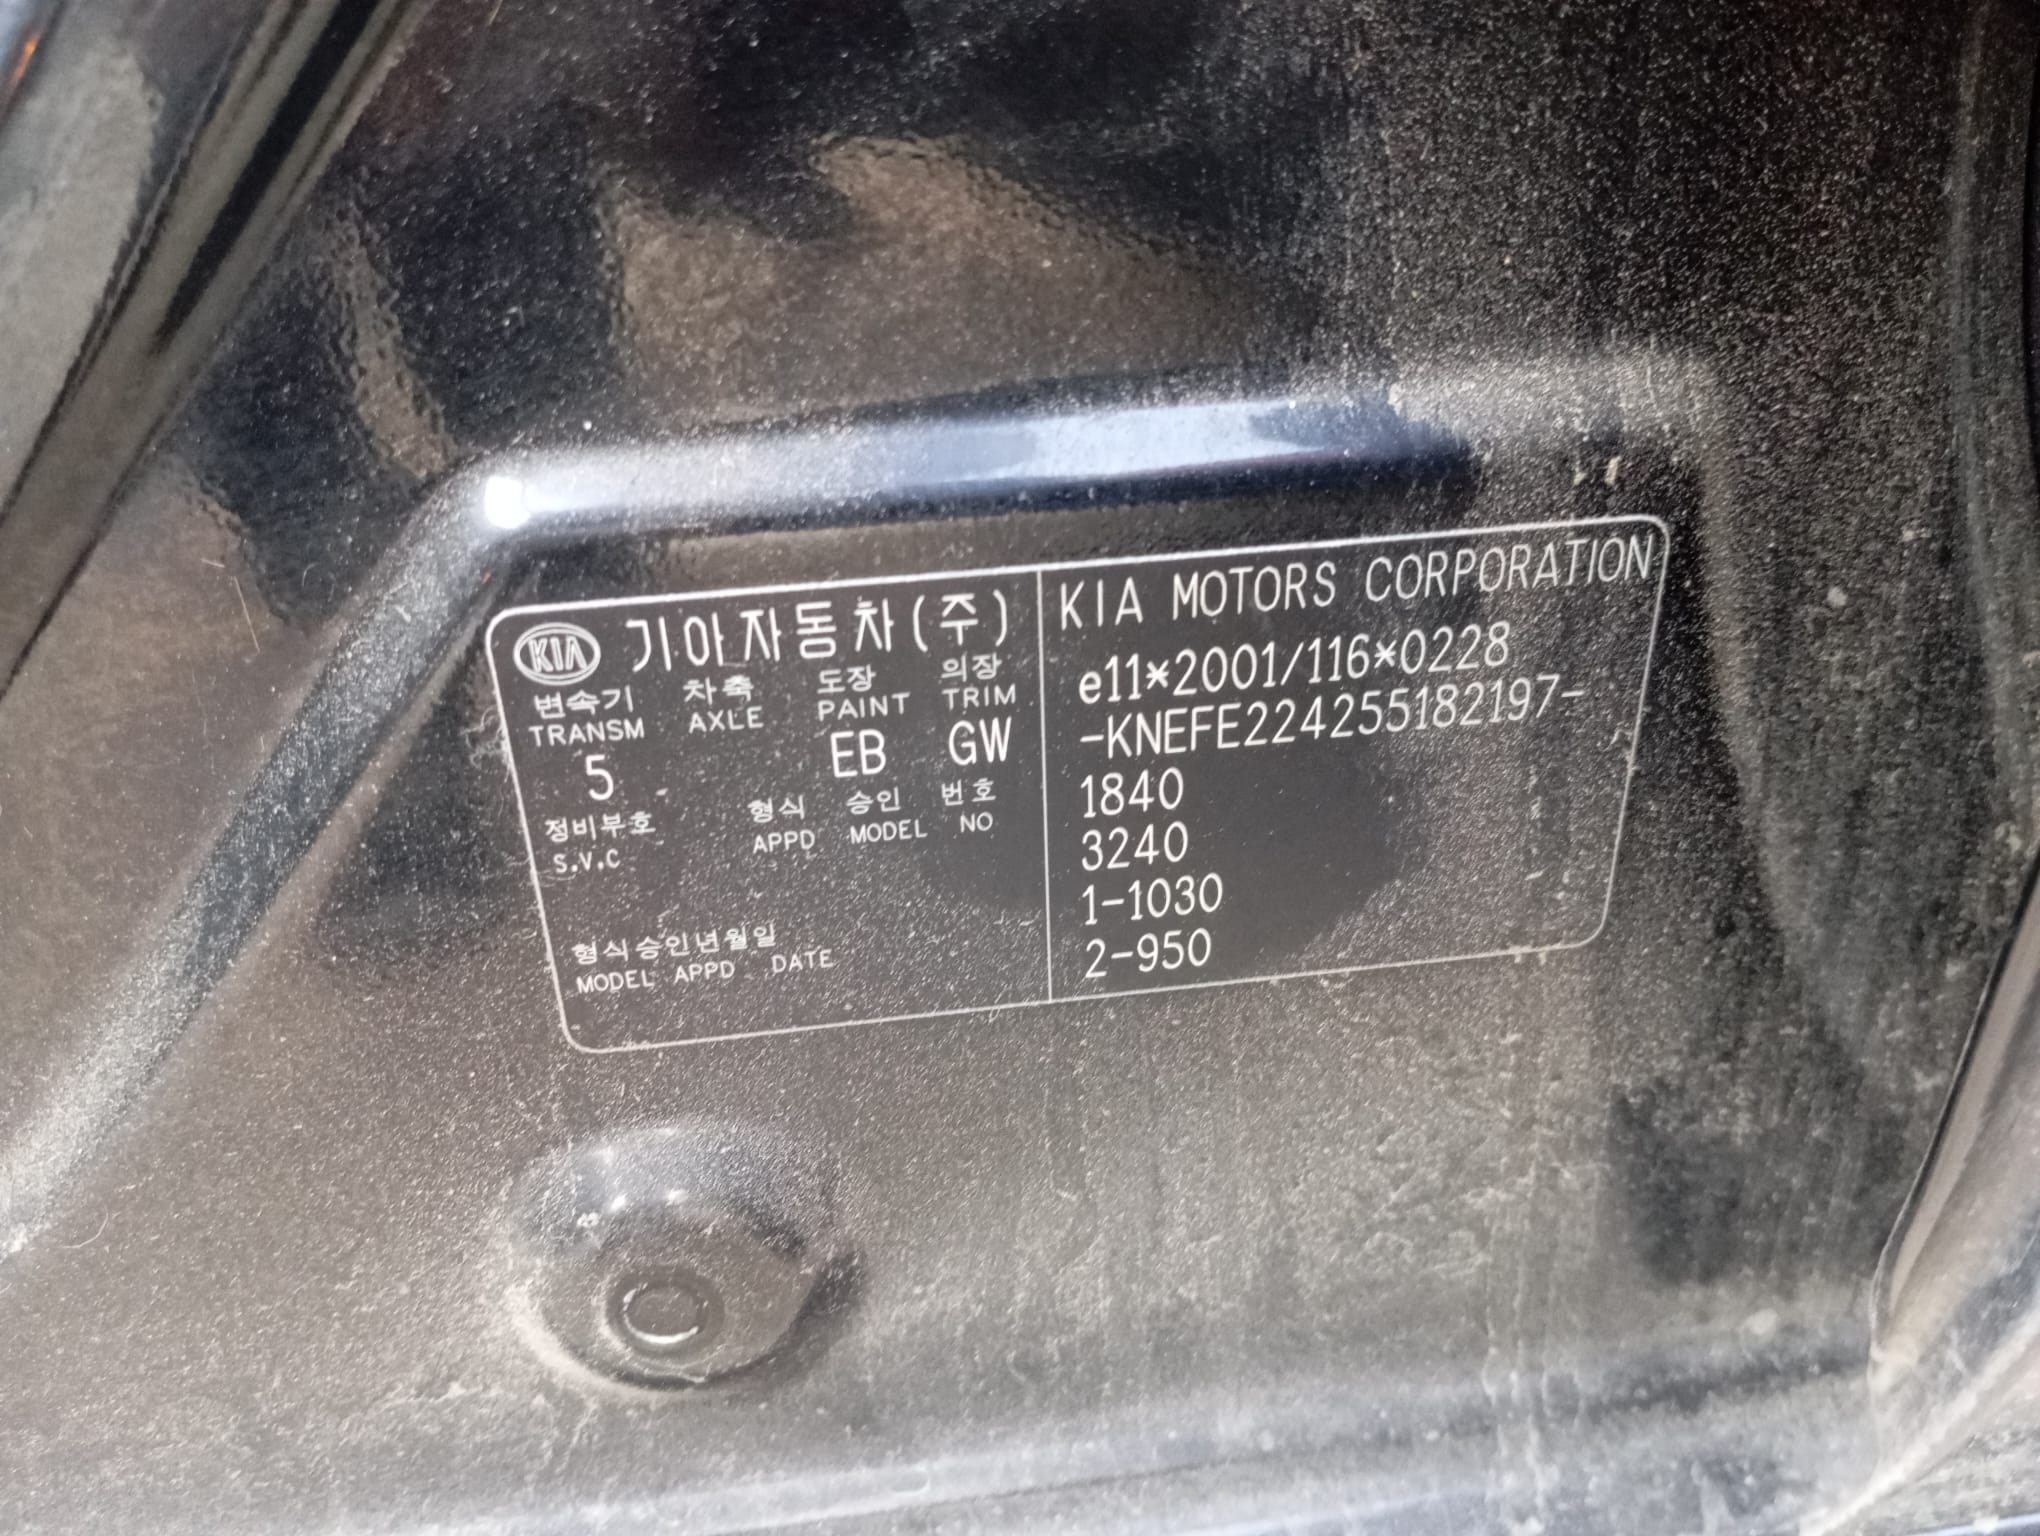 KIA 기아자동차(주)
변속기 차축 도장 의장
TRANSM AXLE PAINT TRIM
5 EB GW
정비부호 형식 승인 번호
S.V.C APPD MODEL NO
형식승인년월일
MODEL APPD DATE
KIA MOTORS CORPORATION
e11*2001/116*0228
-KNEFE224255182197-
1840
3240
1-1030
2-950